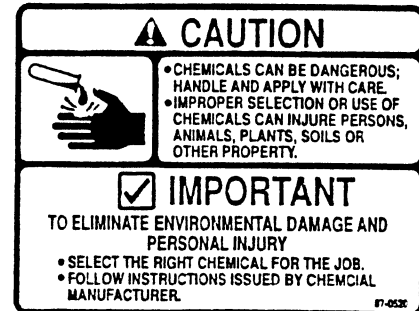 CAUTION
• CHEMICALS CAN BE DANGEROUS;
HANDLE AND APPLY WITH CARE.
• IMPROPER SELECTION OR USE OF
CHEMICALS CAN INJURE PERSONS,
ANIMALS, PLANTS, SOILS OR
OTHER PROPERTY.
IMPORTANT
TO ELIMINATE ENVIRONMENTAL DAMAGE AND
PERSONAL INJURY
• SELECT THE RIGHT CHEMICAL FOR THE JOB.
• FOLLOW INSTRUCTIONS ISSUED BY CHEMCIAL
MANUFACTURER.
87-0520